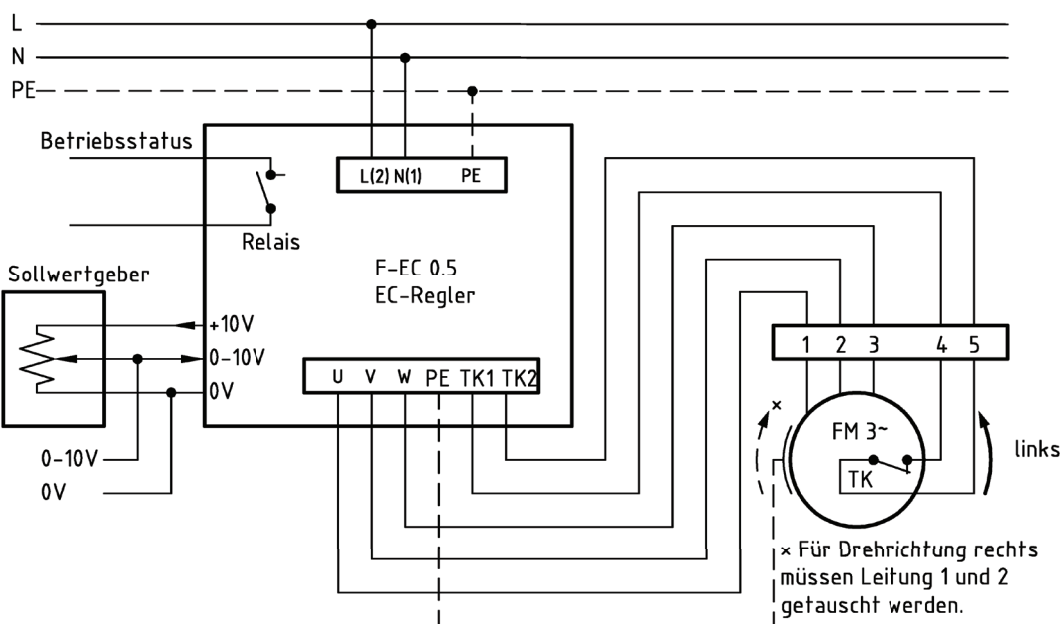 L
N
PE
Betriebsstatus
L(2) N(1) PE
Relais
F-EC 0.5
EC-Regler
Sollwertgeber
+10V
0-10V
0V
U V W PE TK1 TK2
0-10V
0V
1 2 3 4 5
×
FM 3~
TK
links
× Für Drehrichtung rechts
müssen Leitung 1 und 2
getauscht werden.